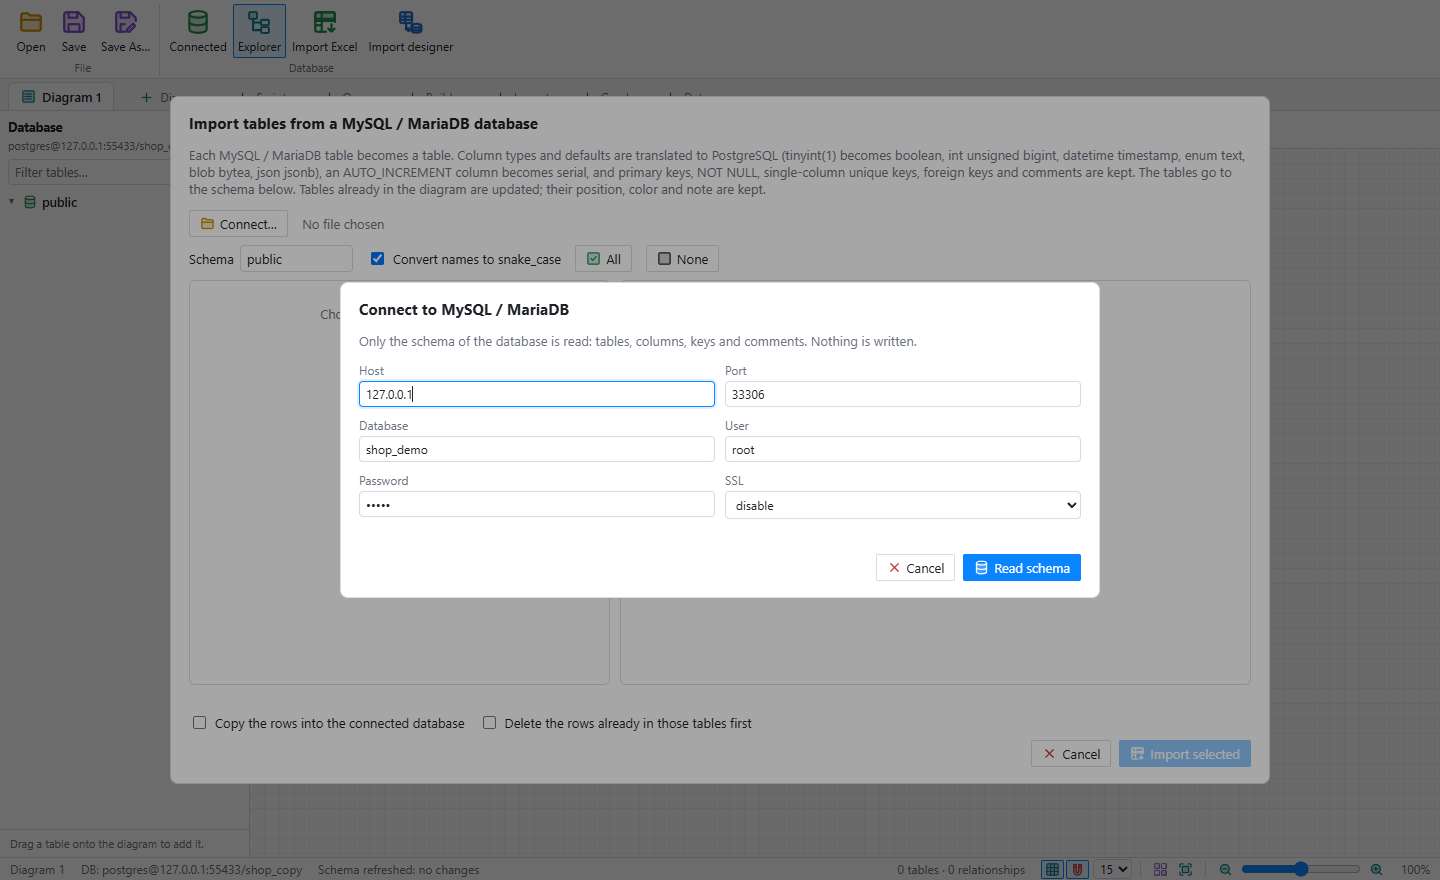 Open
Save
Save As...
Connected
Explorer
Import Excel
Import designer
File
Database
Diagram 1
Database
postgres@127.0.0.1:55433/shop_c
Filter tables...
public
Import tables from a MySQL / MariaDB database
Each MySQL / MariaDB table becomes a table. Column types and defaults are translated to PostgreSQL (tinyint(1) becomes boolean, int unsigned bigint, datetime timestamp, enum text,
blob bytea, json jsonb), an AUTO_INCREMENT column becomes serial, and primary keys, NOT NULL, single-column unique keys, foreign keys and comments are kept. The tables go to
the schema below. Tables already in the diagram are updated; their position, color and note are kept.
Connect...
No file chosen
Schema
public
Convert names to snake_case
All
None
Connect to MySQL / MariaDB
Only the schema of the database is read: tables, columns, keys and comments. Nothing is written.
Host
Port
127.0.0.1
33306
Database
User
shop_demo
root
Password
SSL
•••••
disable
Cancel
Read schema
Copy the rows into the connected database
Delete the rows already in those tables first
Cancel
Import selected
Drag a table onto the diagram to add it.
Diagram 1
DB: postgres@127.0.0.1:55433/shop_copy
Schema refreshed: no changes
0 tables · 0 relationships
15
100%